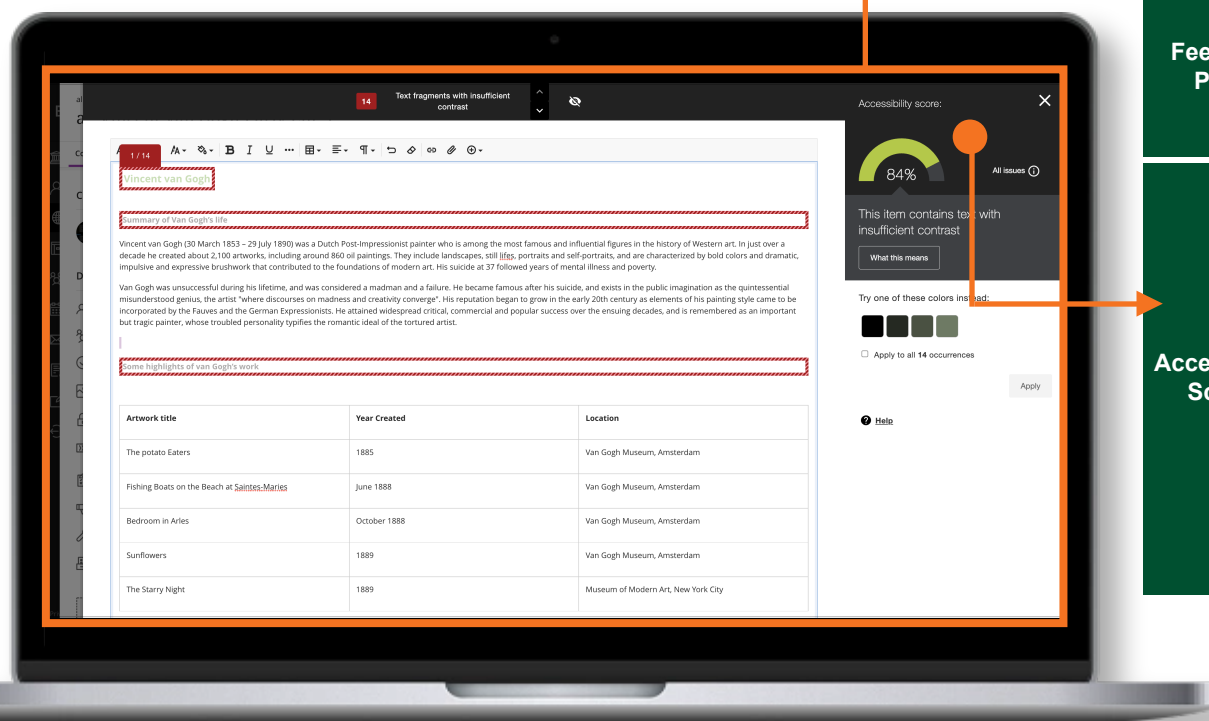 14
Text fragments with insufficient
contrast
1 / 14
Vincent van Gogh
Summary of Van Gogh's life
Vincent van Gogh (30 March 1853 – 29 July 1890) was a Dutch Post-Impressionist painter who is among the most famous and influential figures in the history of Western art. In just over a
decade he created about 2,100 artworks, including around 860 oil paintings. They include landscapes, still lifes, portraits and self-portraits, and are characterized by bold colors and dramatic,
impulsive and expressive brushwork that contributed to the foundations of modern art. His suicide at 37 followed years of mental illness and poverty.
Van Gogh was unsuccessful during his lifetime, and was considered a madman and a failure. He became famous after his suicide, and exists in the public imagination as the quintessential
misunderstood genius, the artist "where discourses on madness and creativity converge". His reputation began to grow in the early 20th century as elements of his painting style came to be
incorporated by the Fauves and the German Expressionists. He attained widespread critical, commercial and popular success over the ensuing decades, and is remembered as an important
but tragic painter, whose troubled personality typifies the romantic ideal of the tortured artist.
Some highlights of van Gogh's work
Artwork title Year Created Location
The potato Eaters 1885 Van Gogh Museum, Amsterdam
Fishing Boats on the Beach at Saintes-Maries June 1888 Van Gogh Museum, Amsterdam
Bedroom in Arles October 1888 Van Gogh Museum, Amsterdam
Sunflowers 1889 Van Gogh Museum, Amsterdam
The Starry Night 1889 Museum of Modern Art, New York City
Accessibility score:
84%
All issues
This item contains text with
insufficient contrast
What this means
Try one of these colors instead:
Apply to all 14 occurrences
Apply
Help